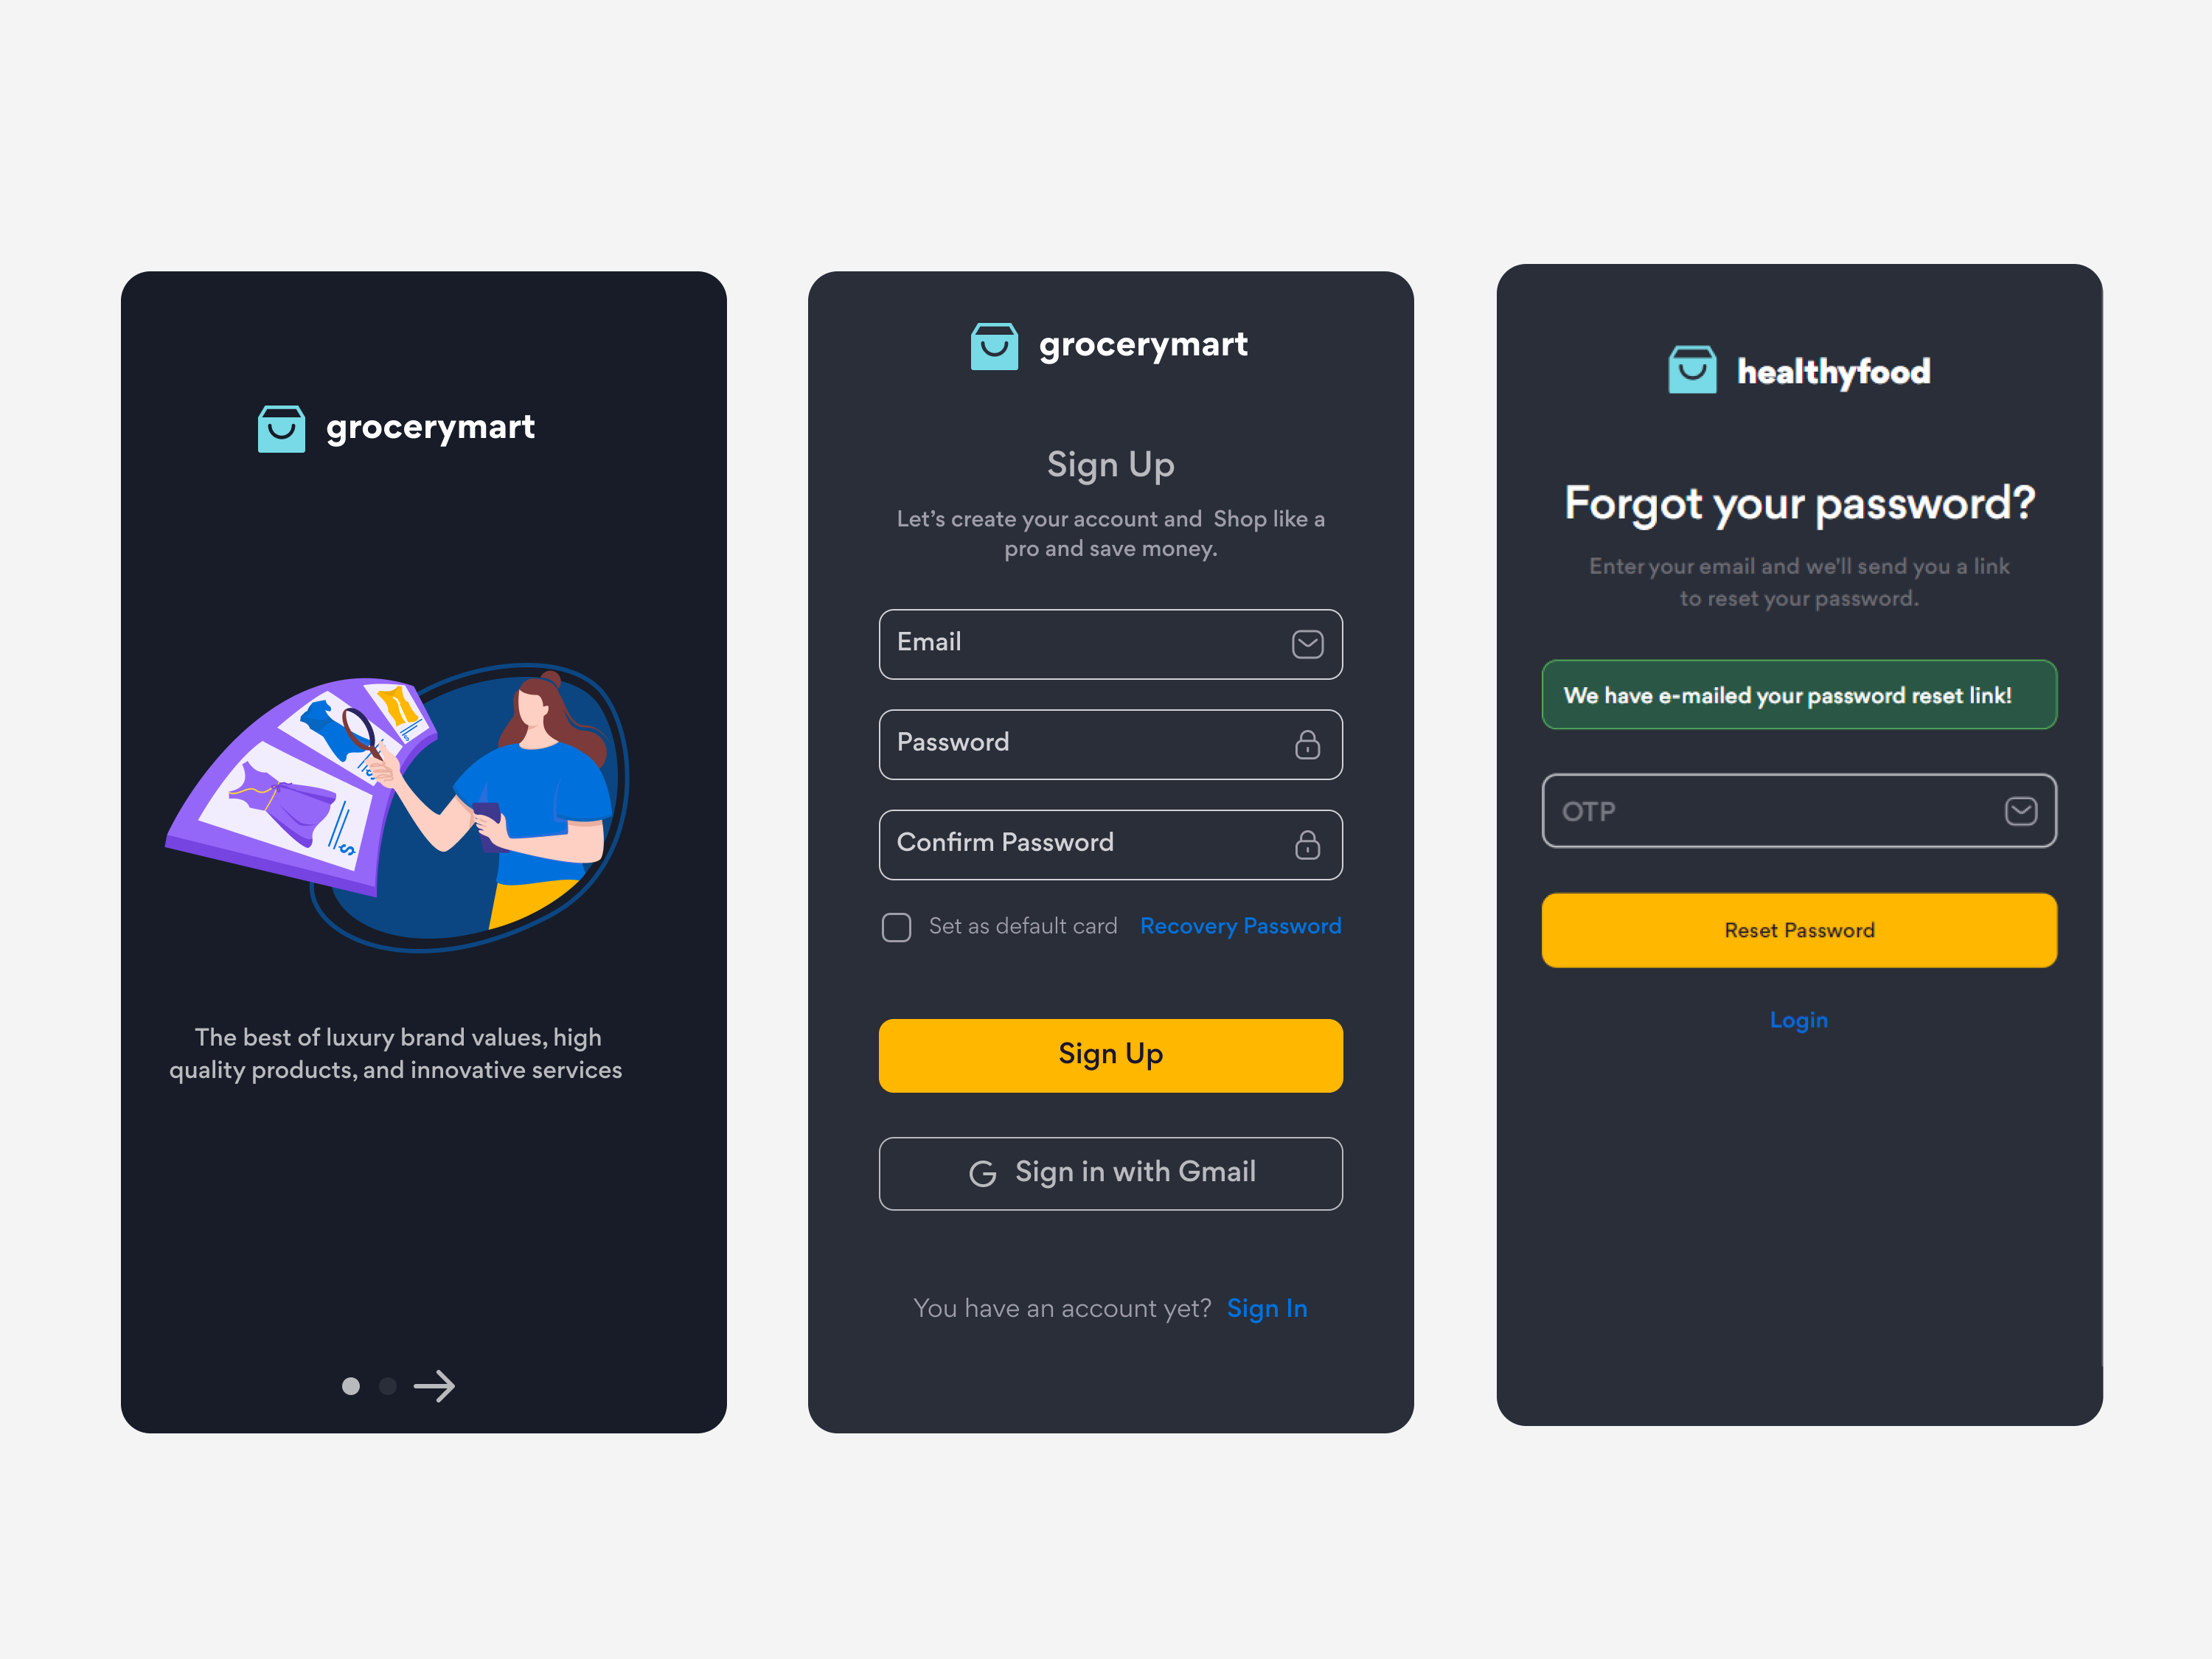 grocerymart
The best of luxury brand values, high
quality products, and innovative services
grocerymart
Sign Up
Let’s create your account and  Shop like a
pro and save money.
Email
Password
Confirm Password
Set as default card Recovery Password
Sign Up
G Sign in with Gmail
You have an account yet? Sign In
healthyfood
Forgot your password?
Enter your email and we'll send you a link
to reset your password.
We have e-mailed your password reset link!
OTP
Reset Password
Login